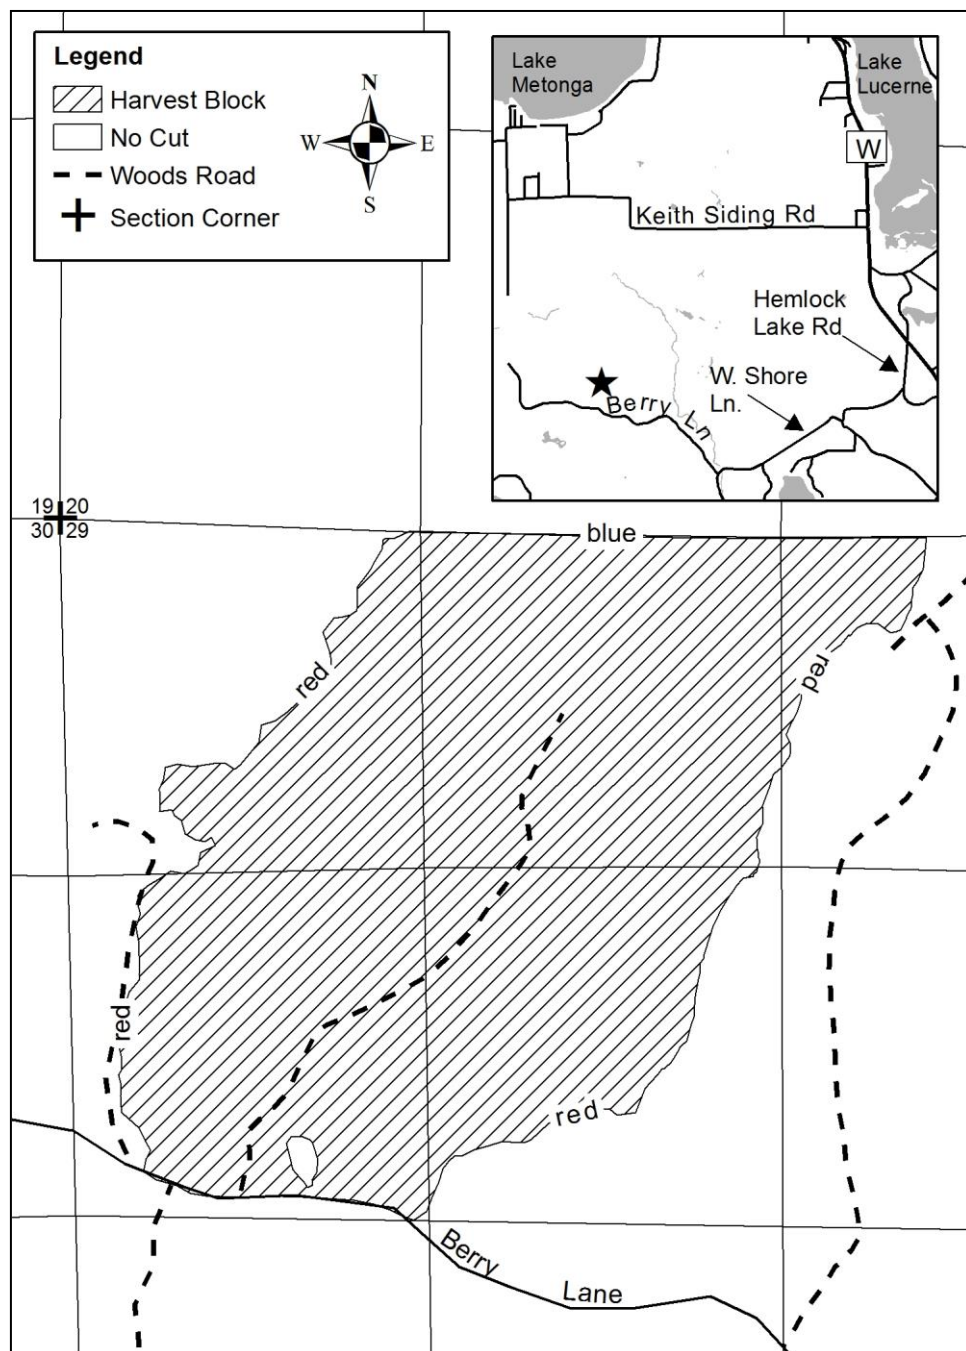 Legend
Harvest Block
No Cut
Woods Road
Section Corner
N
W
E
S
Lake
Metonga
Lake
Lucerne
W
Keith Siding Rd
Hemlock
Lake Rd
W. Shore
Ln.
Berry Ln
19 20
30 29
blue
red
red
red
red
Berry
Lane